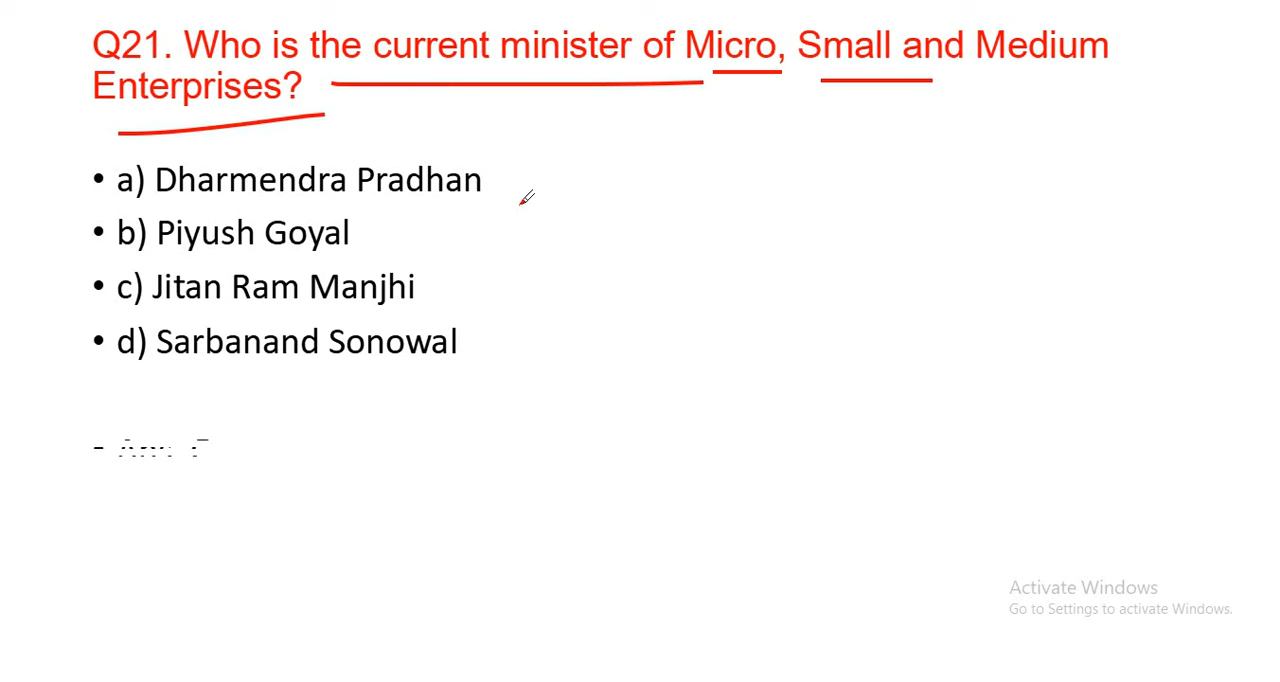 Q21. Who is the current minister of Micro, Small and Medium
Enterprises?
• a) Dharmendra Pradhan
• b) Piyush Goyal
• c) Jitan Ram Manjhi
• d) Sarbanand Sonowal
Activate Windows
Go to Settings to activate Windows.